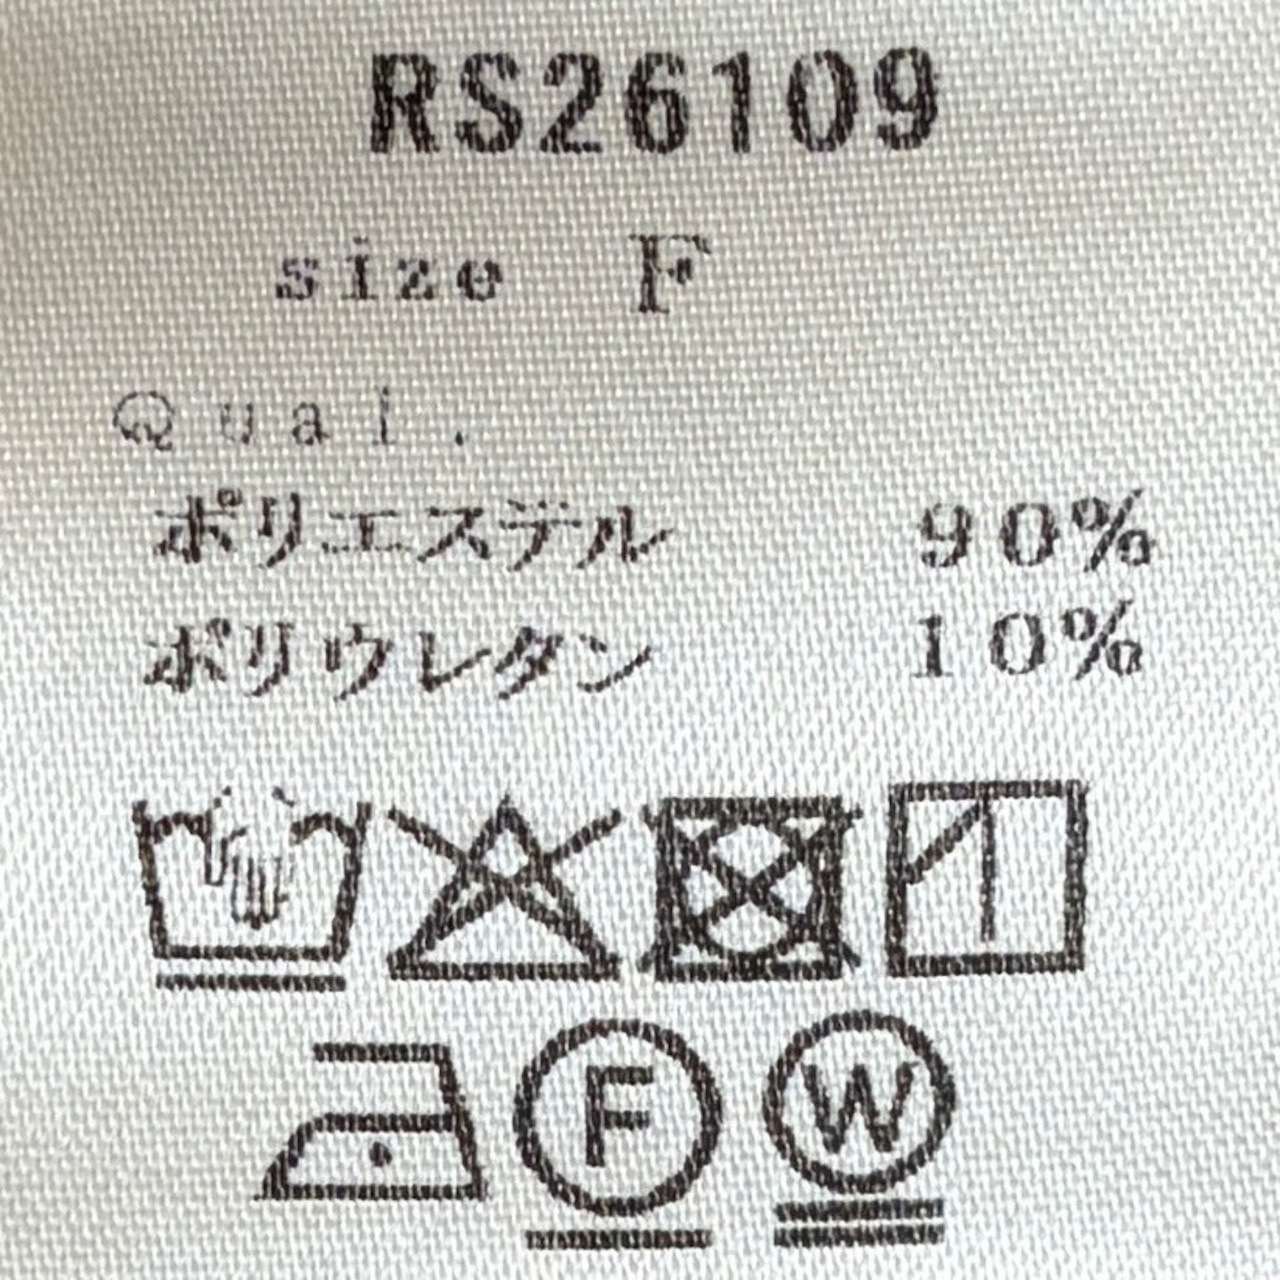 RS26109
size F
Qual.
ポリエステル 90%
ポリウレタン 10%
F W